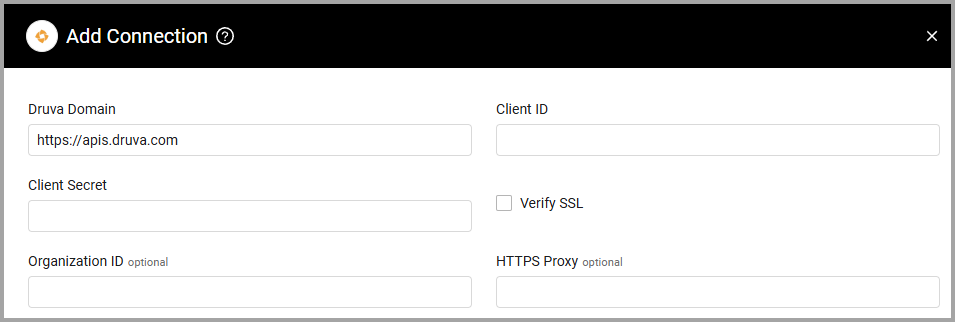 Add Connection ?
Druva Domain
Client ID
https://apis.druva.com
Client Secret
Verify SSL
Organization ID optional
HTTPS Proxy optional